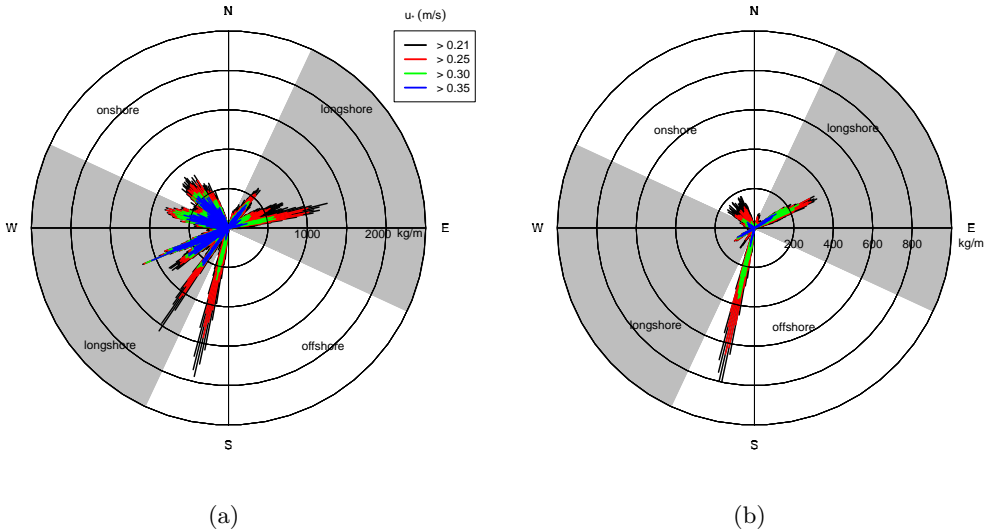 N
u* (m/s)
> 0.21
> 0.25
> 0.30
> 0.35
onshore
longshore
W
E
1000
2000
kg/m
longshore
offshore
S
(a)
N
onshore
longshore
W
E
200
400
600
800
kg/m
longshore
offshore
S
(b)